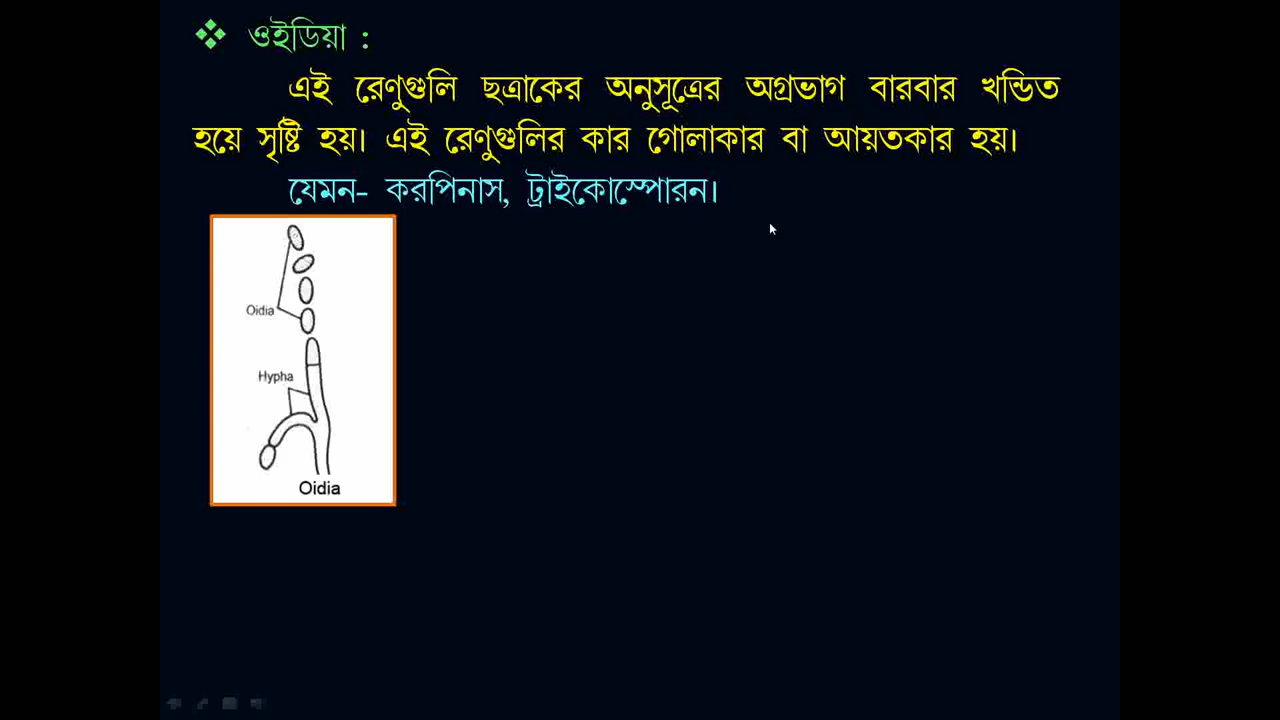 ❖ ওইডিয়া :
এই রেণুগুলি ছত্রাকের অনুসূত্রের অগ্রভাগ বারবার খন্ডিত
হয়ে সৃষ্টি হয়। এই রেণুগুলির কার গোলাকার বা আয়তকার হয়।
যেমন- করপিনাস, ট্রাইকোস্পোরন।
Oidia
Hypha
Oidia